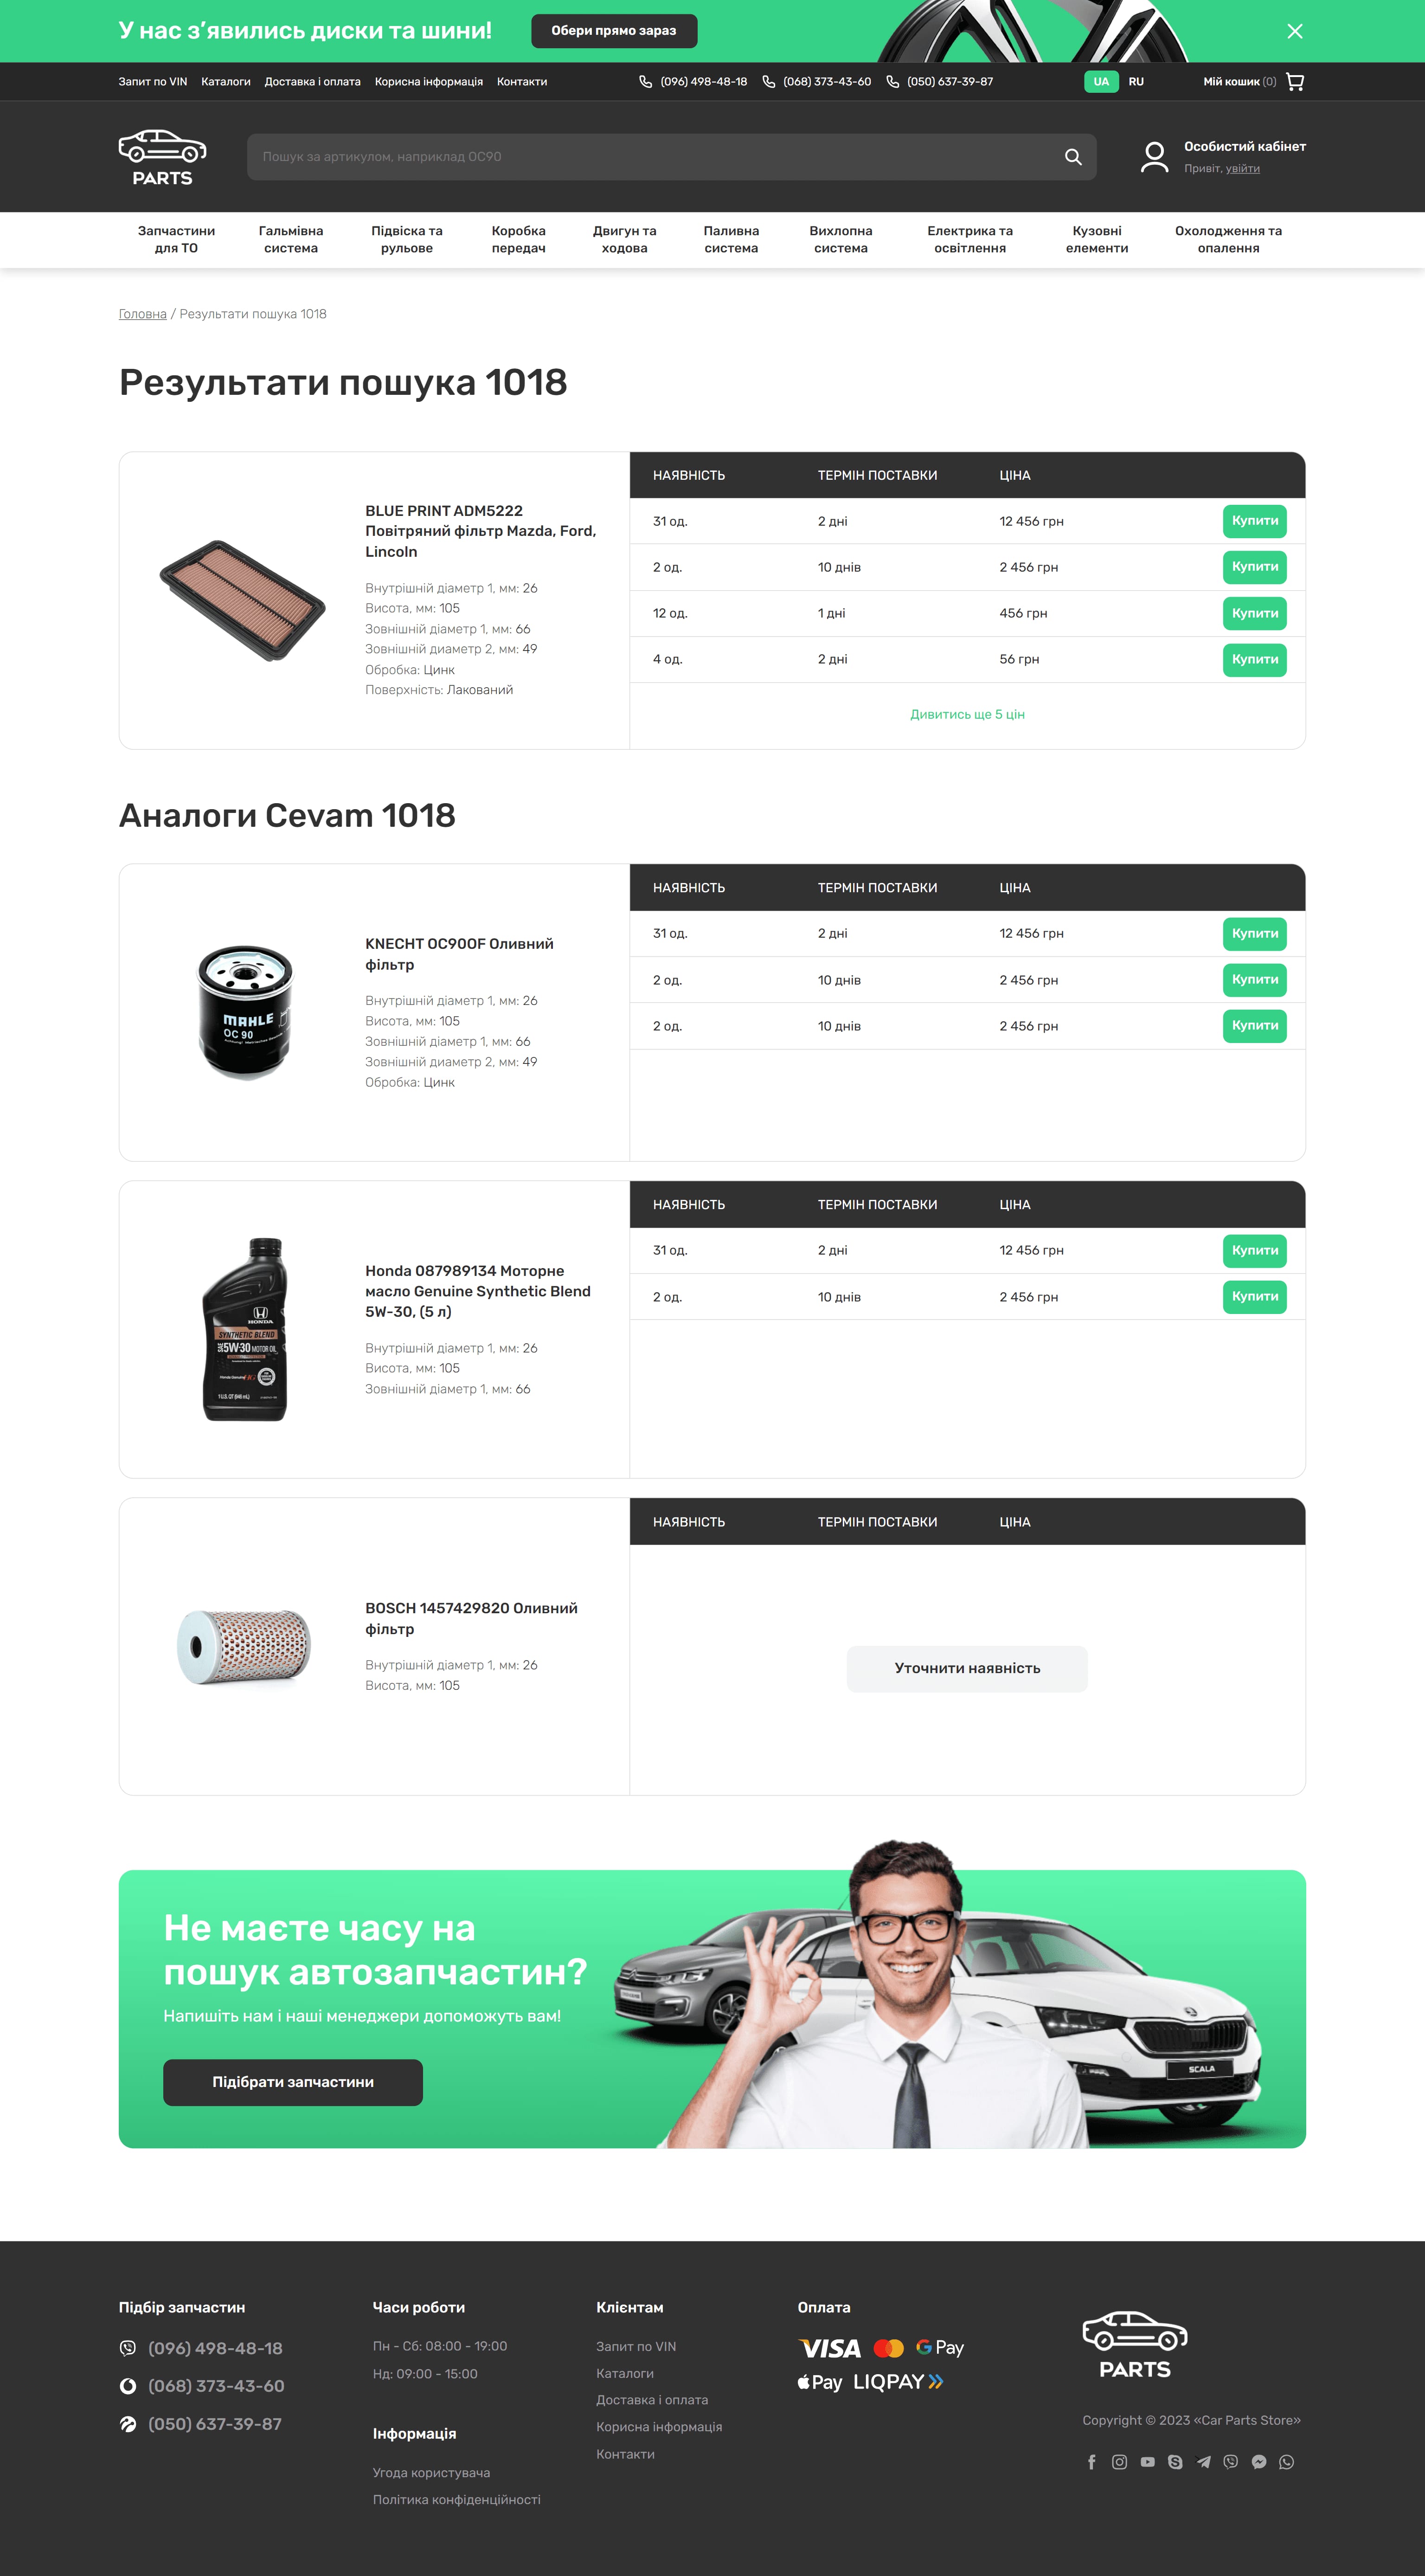 У нас з’явились диски та шини!
Обери прямо зараз
Запит по VIN Каталоги Доставка і оплата Корисна інформація Контакти
(096) 498-48-18 (068) 373-43-60 (050) 637-39-87
UA RU
Мій кошик (0)
PARTS
Пошук за артикулом, наприклад OC90
Особистий кабінет
Привіт, увійти
Запчастини для ТО
Гальмівна система
Підвіска та рульове
Коробка передач
Двигун та ходова
Паливна система
Вихлопна система
Електрика та освітлення
Кузовні елементи
Охолодження та опалення
Головна / Результати пошука 1018
Результати пошука 1018
BLUE PRINT ADM5222
Повітряний фільтр Mazda, Ford,
Lincoln
Внутрішній діаметр 1, мм: 26
Висота, мм: 105
Зовнішній діаметр 1, мм: 66
Зовнішній диаметр 2, мм: 49
Обробка: Цинк
Поверхність: Лакований
НАЯВНІСТЬ ТЕРМІН ПОСТАВКИ ЦІНА
31 од. 2 дні 12 456 грн Купити
2 од. 10 днів 2 456 грн Купити
12 од. 1 дні 456 грн Купити
4 од. 2 дні 56 грн Купити
Дивитись ще 5 цін
Аналоги Cevam 1018
MAHLE
OC 90
KNECHT OC90OF Оливний
фільтр
Внутрішній діаметр 1, мм: 26
Висота, мм: 105
Зовнішній діаметр 1, мм: 66
Зовнішній диаметр 2, мм: 49
Обробка: Цинк
НАЯВНІСТЬ ТЕРМІН ПОСТАВКИ ЦІНА
31 од. 2 дні 12 456 грн Купити
2 од. 10 днів 2 456 грн Купити
2 од. 10 днів 2 456 грн Купити
HONDA
SYNTHETIC BLEND
SAE 5W-30 MOTOR OIL
Honda 087989134 Моторне
масло Genuine Synthetic Blend
5W-30, (5 л)
Внутрішній діаметр 1, мм: 26
Висота, мм: 105
Зовнішній діаметр 1, мм: 66
НАЯВНІСТЬ ТЕРМІН ПОСТАВКИ ЦІНА
31 од. 2 дні 12 456 грн Купити
2 од. 10 днів 2 456 грн Купити
BOSCH 1457429820 Оливний
фільтр
Внутрішній діаметр 1, мм: 26
Висота, мм: 105
НАЯВНІСТЬ ТЕРМІН ПОСТАВКИ ЦІНА
Уточнити наявність
Не маєте часу на
пошук автозапчастин?
Напишіть нам і наші менеджери допоможуть вам!
Підібрати запчастини
SCALA
Підбір запчастин
(096) 498-48-18
(068) 373-43-60
(050) 637-39-87
Часи роботи
Пн - Сб: 08:00 - 19:00
Нд: 09:00 - 15:00
Інформація
Угода користувача
Політика конфіденційності
Клієнтам
Запит по VIN
Каталоги
Доставка і оплата
Корисна інформація
Контакти
Оплата
VISA G Pay
Pay LIQPAY
PARTS
Copyright © 2023 «Car Parts Store»